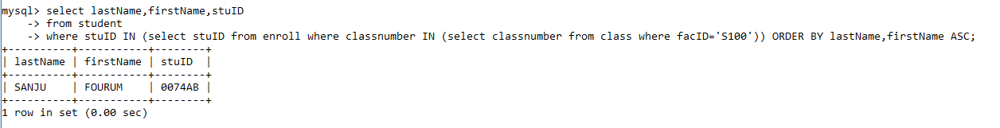 mysql> select lastName,firstName,stuID
    -> from student
    -> where stuID IN (select stuID from enroll where classnumber IN (select classnumber from class where facID='S100')) ORDER BY lastName,firstName ASC;
+----------+-----------+--------+
| lastName | firstName | stuID  |
+----------+-----------+--------+
| SANJU    | FOURUM    | 0074AB |
+----------+-----------+--------+
1 row in set (0.00 sec)